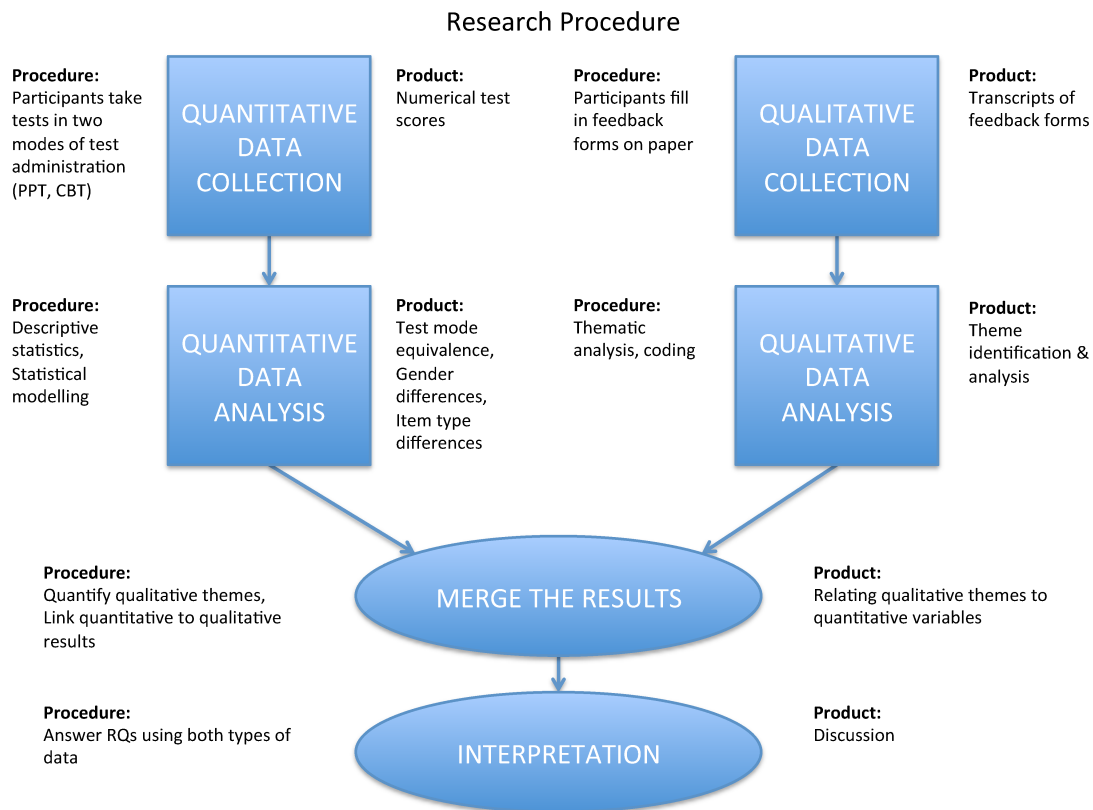 Research Procedure
Procedure:
Participants take
tests in two
modes of test
administration
(PPT, CBT)
QUANTITATIVE
DATA
COLLECTION
Product:
Numerical test
scores
Procedure:
Participants fill
in feedback
forms on paper
QUALITATIVE
DATA
COLLECTION
Product:
Transcripts of
feedback forms
Procedure:
Descriptive
statistics,
Statistical
modelling
QUANTITATIVE
DATA
ANALYSIS
Product:
Test mode
equivalence,
Gender
differences,
Item type
differences
Procedure:
Thematic
analysis, coding
QUALITATIVE
DATA
ANALYSIS
Product:
Theme
identification &
analysis
Procedure:
Quantify qualitative themes,
Link quantitative to qualitative
results
MERGE THE RESULTS
Product:
Relating qualitative themes to
quantitative variables
Procedure:
Answer RQs using both types of
data
INTERPRETATION
Product:
Discussion